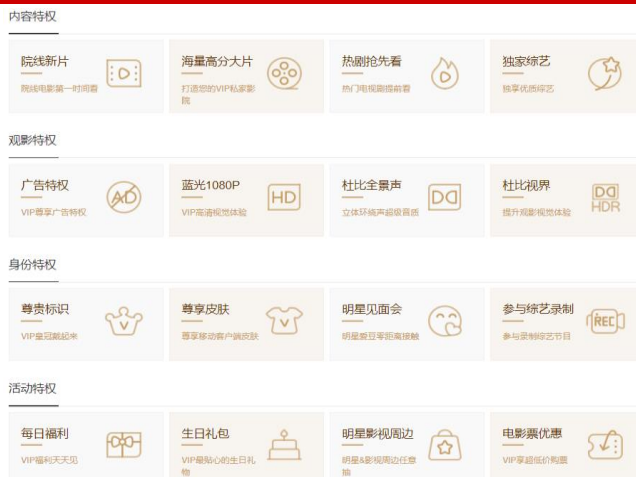 内容特权
院线新片
院线电影第一时间看
海量高分大片
打造您的VIP私家影
院
热剧抢先看
热门电视剧提前看
独家综艺
独享优质综艺
观影特权
广告特权
VIP尊享广告特权
AD
蓝光1080P
VIP高清视觉体验
HD
杜比全景声
立体环绕声超级音质
杜比视界
提升观影视觉体验
HDR
身份特权
尊贵标识
VIP皇冠戴起来
V
尊享皮肤
尊享移动客户端皮肤
V
明星见面会
明星爱豆零距离接触
参与综艺录制
参与录制综艺节目
REC
活动特权
每日福利
VIP福利天天见
生日礼包
VIP最贴心的生日礼
物
明星影视周边
明星&影视周边任意
抽
电影票优惠
VIP享超低价购票